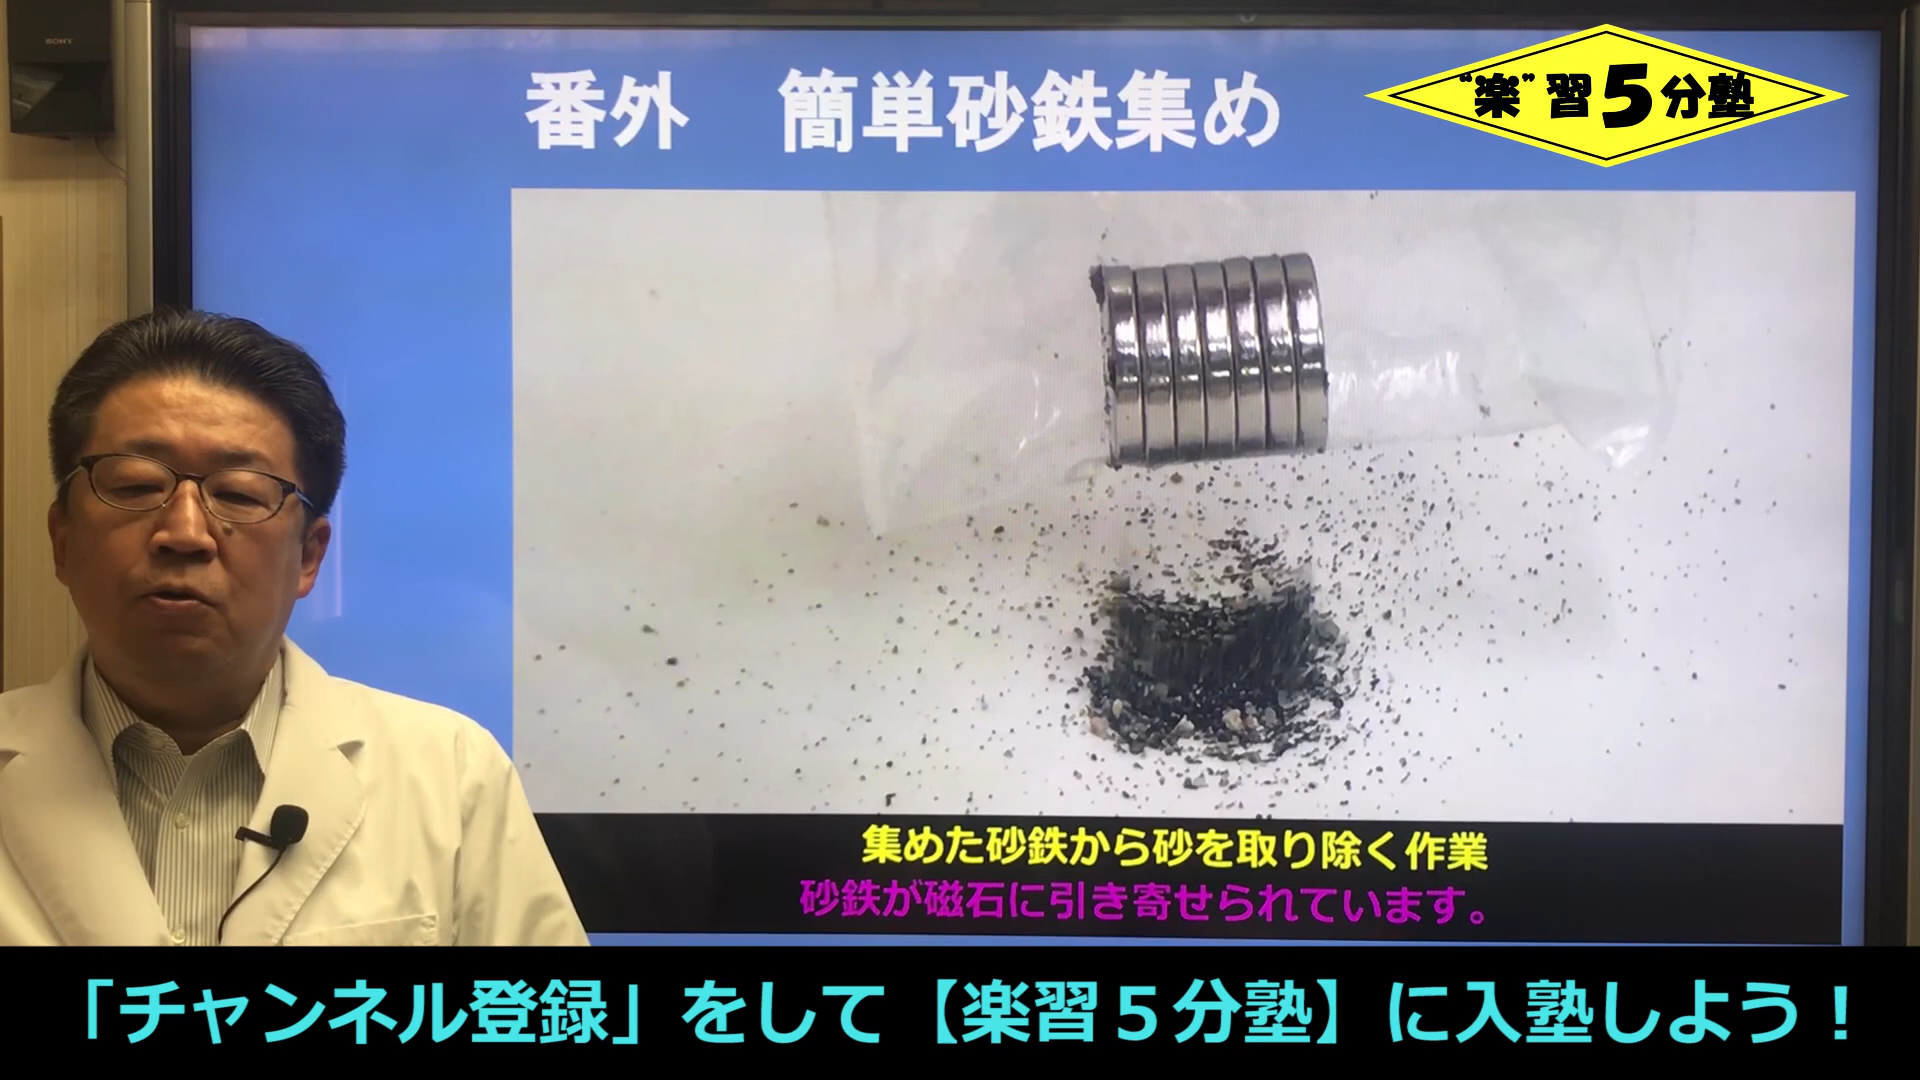 SONY
番外　簡単砂鉄集め
“楽”習5分塾
集めた砂鉄から砂を取り除く作業
砂鉄が磁石に引き寄せられています。
「チャンネル登録」をして【楽習５分塾】に入塾しよう！